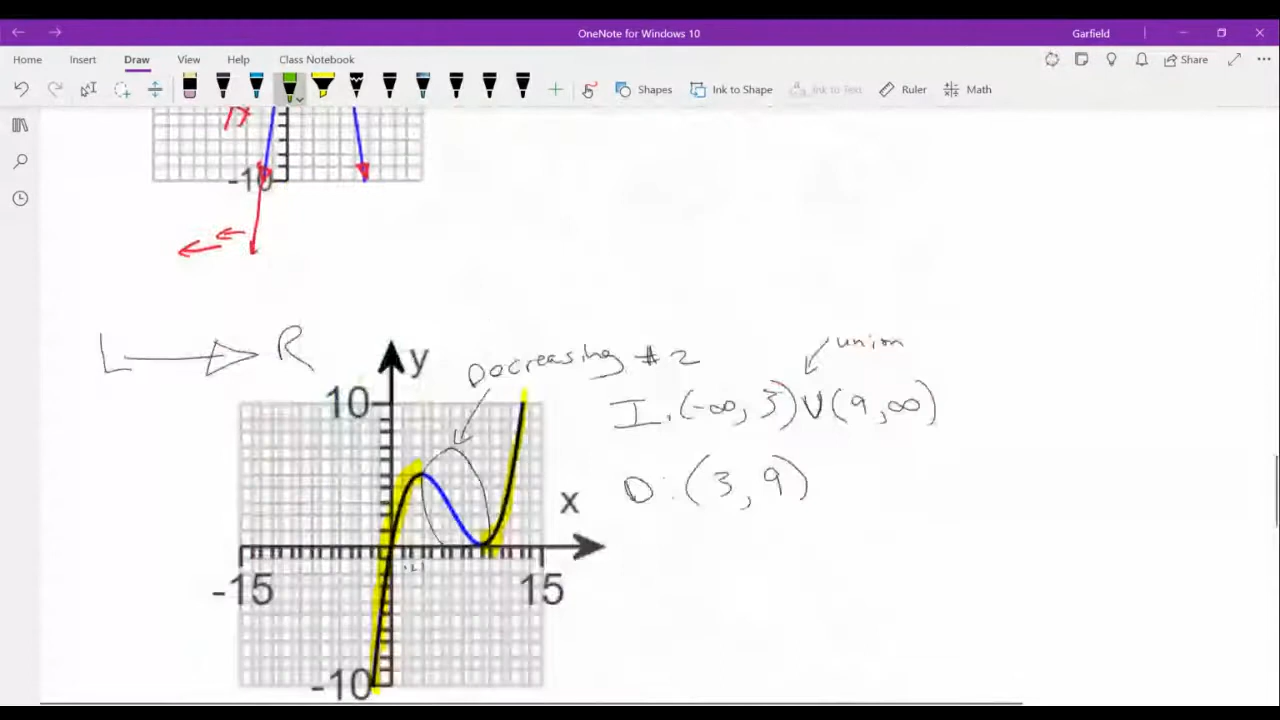 OneNote for Windows 10
Garfield
Home Insert Draw View Help Class Notebook
Share
Shapes Ink to Shape Ink to Text Ruler Math
-10
L R
y
Decreasing #2
union
10
I.(-∞, 3)U(9,∞)
D:(3,9)
x
-15 15
-10